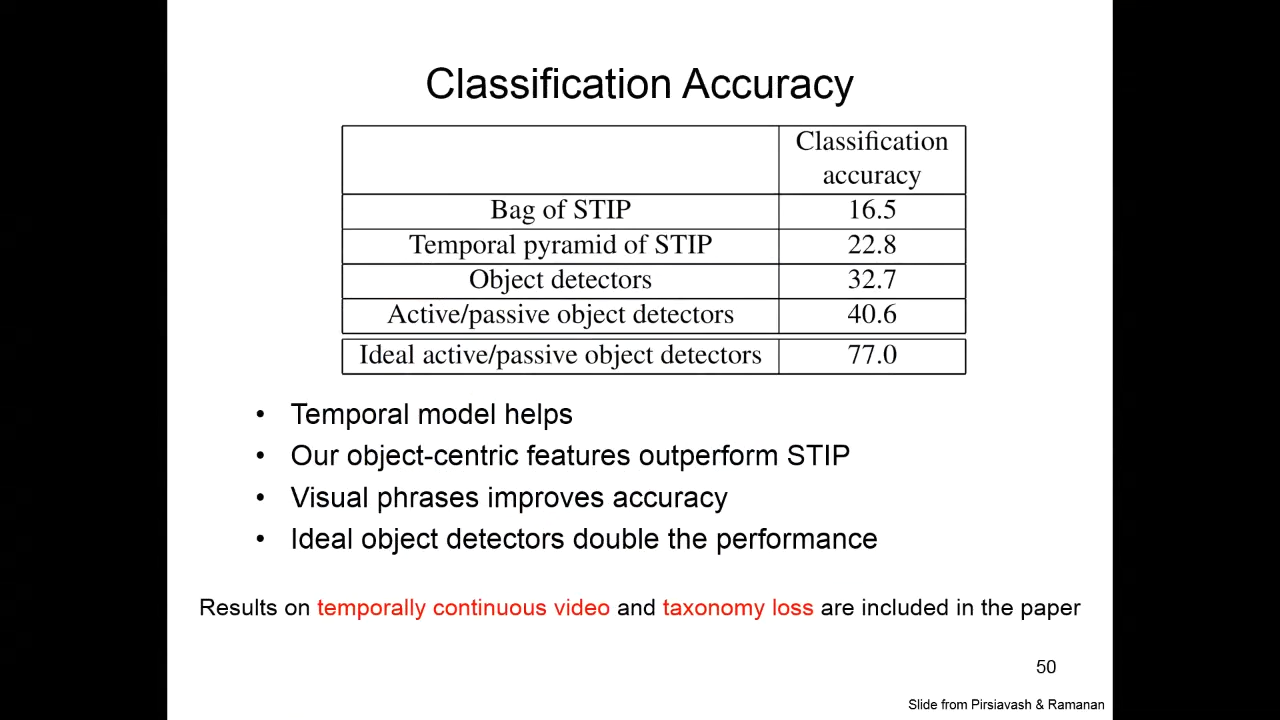 Classification Accuracy
Classification
accuracy
Bag of STIP 16.5
Temporal pyramid of STIP 22.8
Object detectors 32.7
Active/passive object detectors 40.6
Ideal active/passive object detectors 77.0
• Temporal model helps
• Our object-centric features outperform STIP
• Visual phrases improves accuracy
• Ideal object detectors double the performance
Results on temporally continuous video and taxonomy loss are included in the paper
50
Slide from Pirsiavash & Ramanan